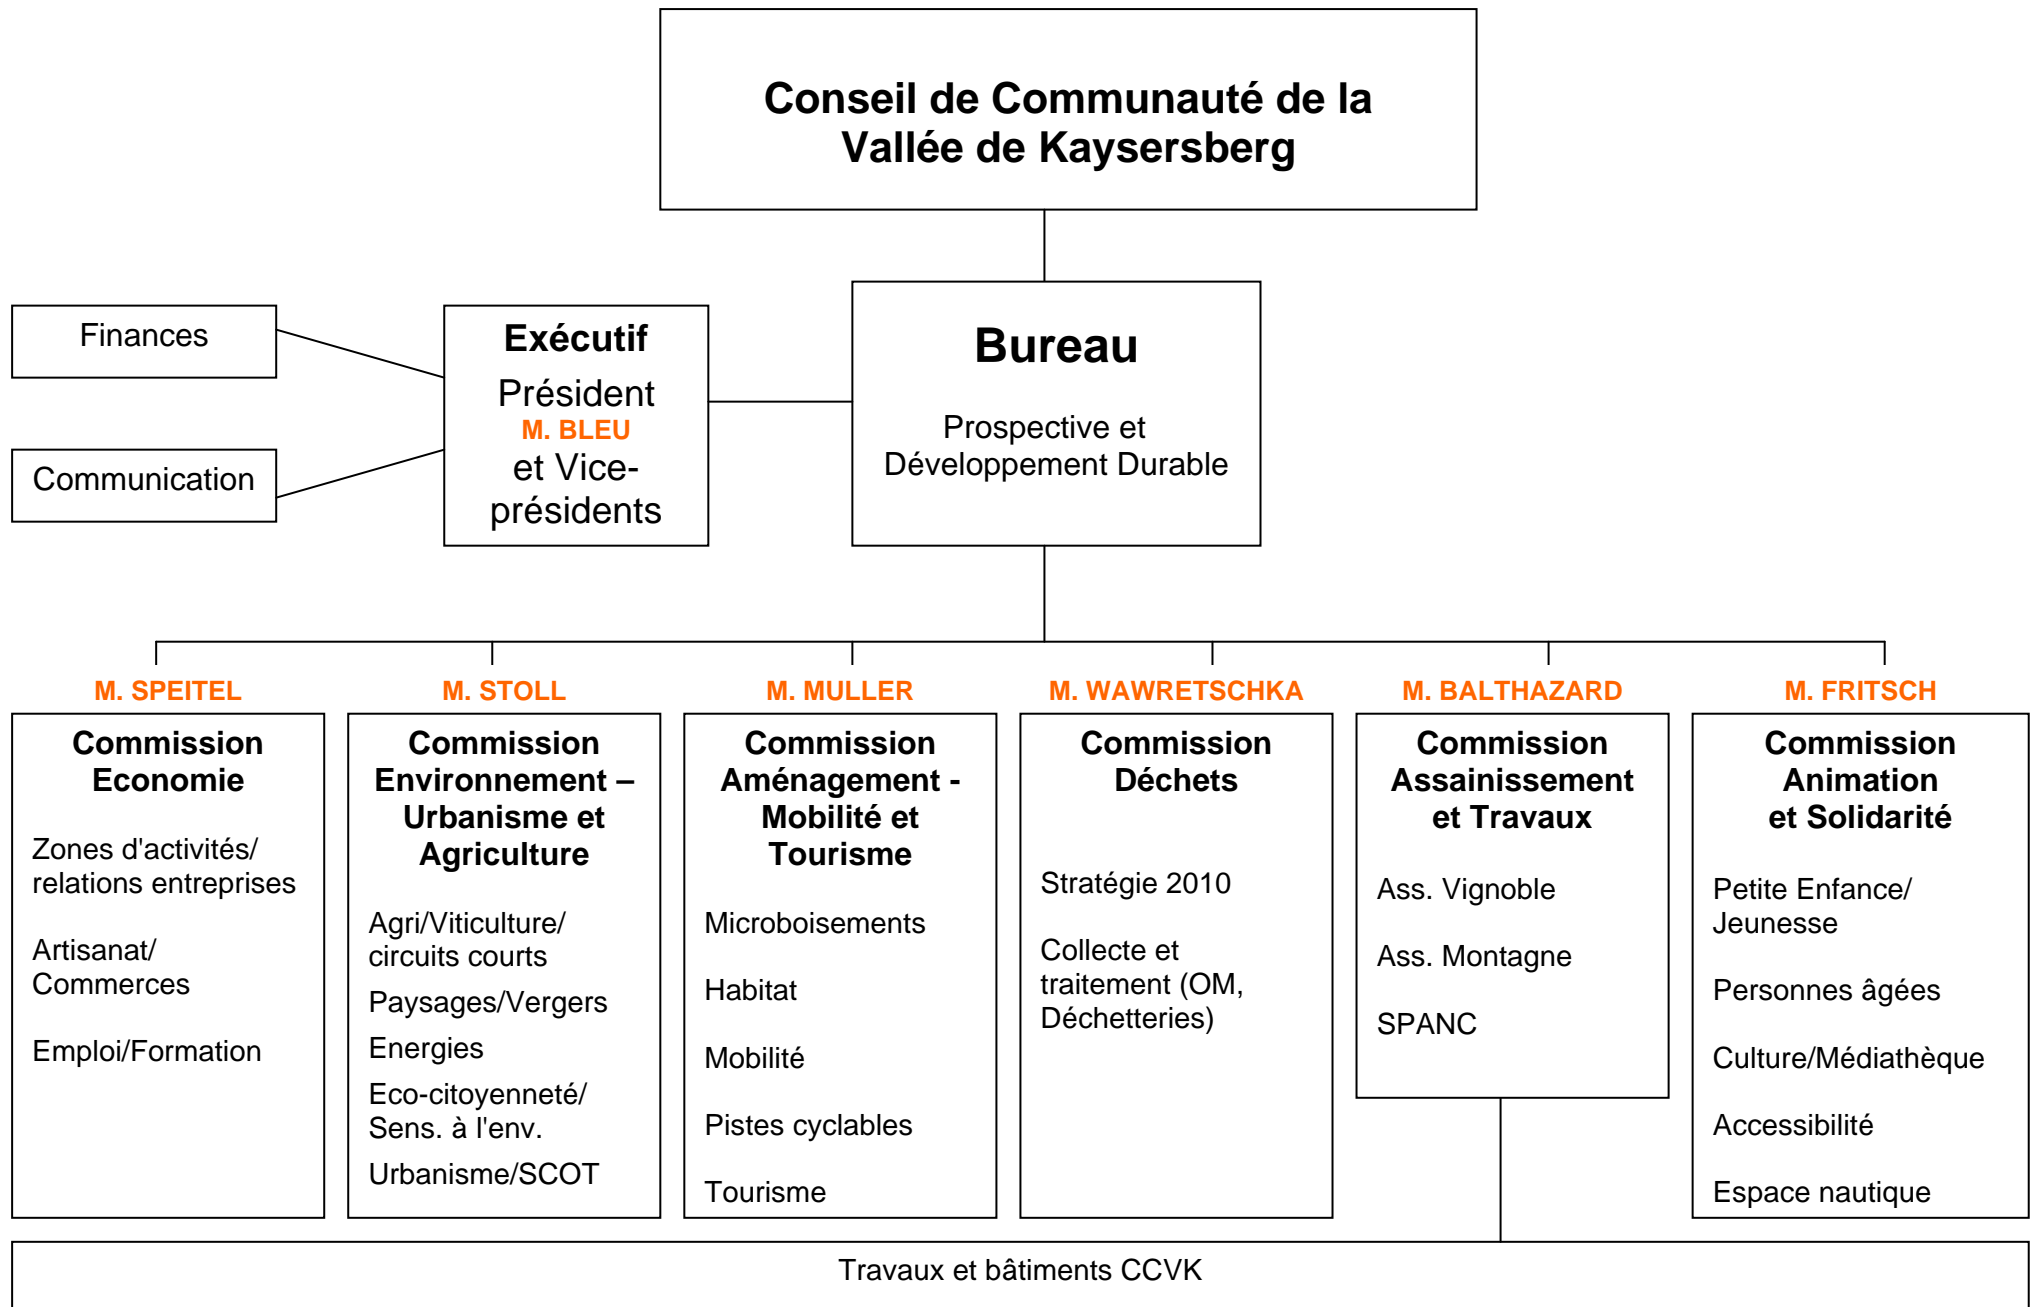 Conseil de Communauté de la
Vallée de Kaysersberg
Finances
Communication
Exécutif
Président
M. BLEU
et Vice-
présidents
Bureau
Prospective et
Développement Durable
M. SPEITEL
Commission
Economie
Zones d'activités/
relations entreprises
Artisanat/
Commerces
Emploi/Formation
M. STOLL
Commission
Environnement –
Urbanisme et
Agriculture
Agri/Viticulture/
circuits courts
Paysages/Vergers
Energies
Eco-citoyenneté/
Sens. à l'env.
Urbanisme/SCOT
M. MULLER
Commission
Aménagement -
Mobilité et
Tourisme
Microboisements
Habitat
Mobilité
Pistes cyclables
Tourisme
M. WAWRETSCHKA
Commission
Déchets
Stratégie 2010
Collecte et
traitement (OM,
Déchetteries)
M. BALTHAZARD
Commission
Assainissement
et Travaux
Ass. Vignoble
Ass. Montagne
SPANC
M. FRITSCH
Commission
Animation
et Solidarité
Petite Enfance/
Jeunesse
Personnes âgées
Culture/Médiathèque
Accessibilité
Espace nautique
Travaux et bâtiments CCVK